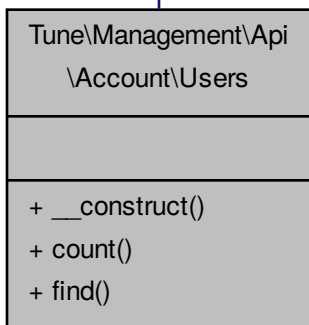 Tune\Management\Api
\Account\Users
+ __construct()
+ count()
+ find()